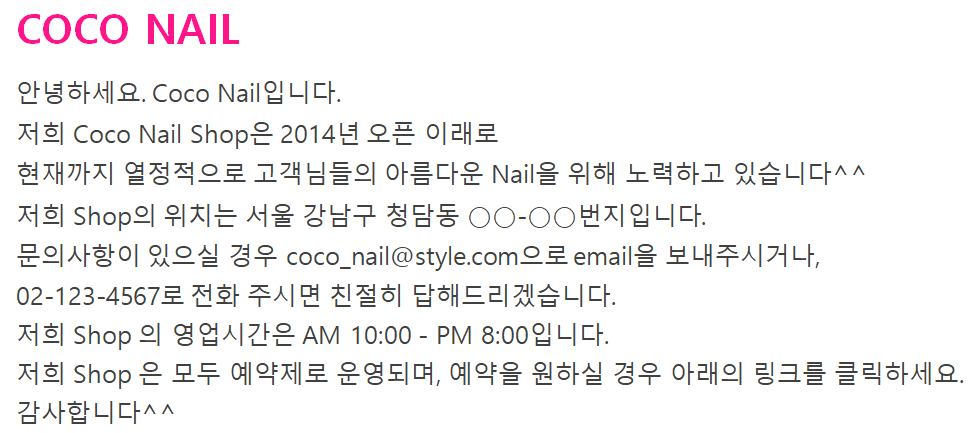 COCO NAIL
안녕하세요. Coco Nail입니다.
저희 Coco Nail Shop은 2014년 오픈 이래로
현재까지 열정적으로 고객님들의 아름다운 Nail을 위해 노력하고 있습니다^^
저희 Shop의 위치는 서울 강남구 청담동 ○○-○○번지입니다.
문의사항이 있으실 경우 coco_nail@style.com으로 email을 보내주시거나,
02-123-4567로 전화 주시면 친절히 답해드리겠습니다.
저희 Shop 의 영업시간은 AM 10:00 - PM 8:00입니다.
저희 Shop 은 모두 예약제로 운영되며, 예약을 원하실 경우 아래의 링크를 클릭하세요.
감사합니다^^